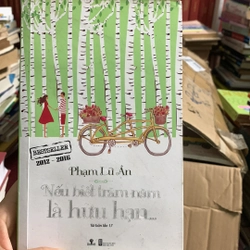 BESTSELLER
2012 - 2016
Phạm Lữ Ân
Nếu biết trăm năm
là hữu hạn...